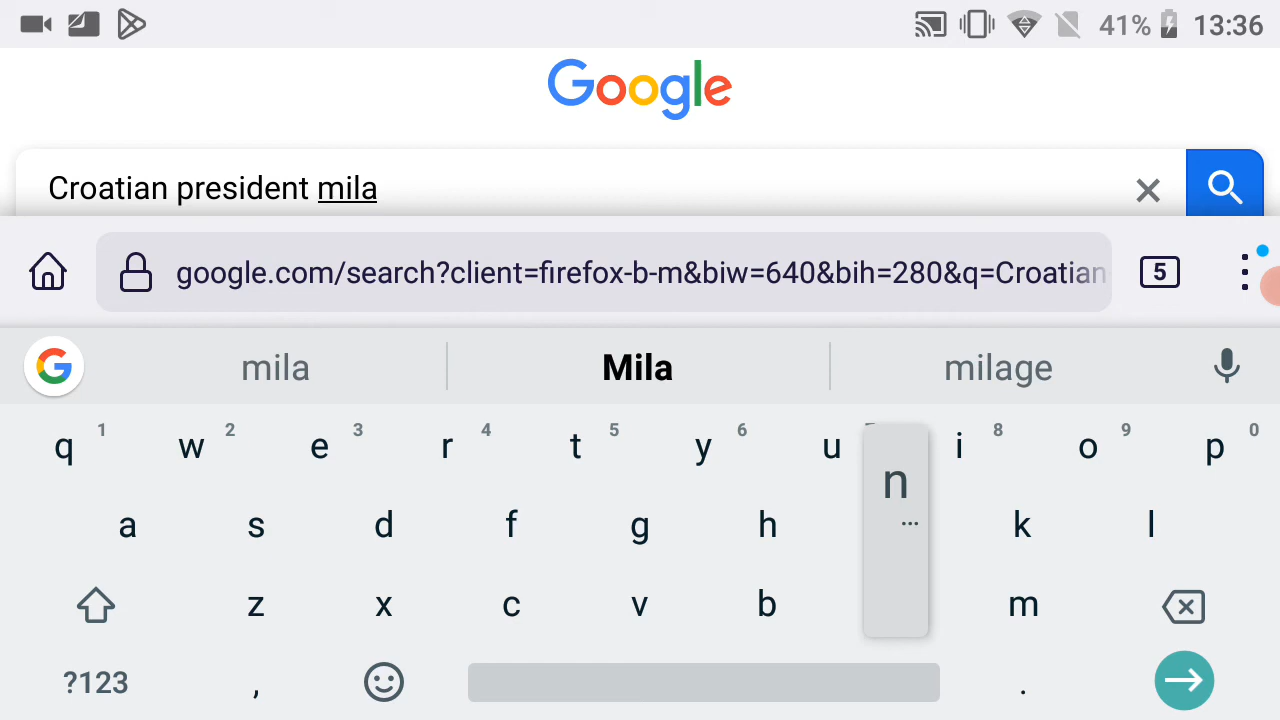 41% 13:36
Google
Croatian president mila
google.com/search?client=firefox-b-m&biw=640&bih=280&q=Croatian 5
mila Mila milage
q 1 w 2 e 3 r 4 t 5 y 6 u i 8 o 9 p 0
a s d f g h k l
n ...
z x c v b m
?123 , .